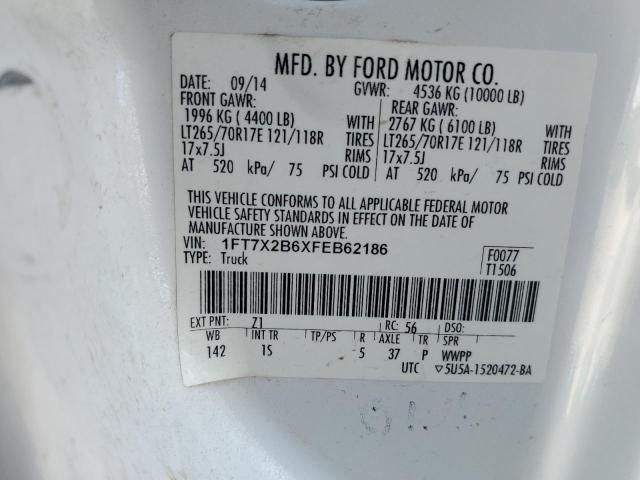 MFD. BY FORD MOTOR CO.
DATE: 09/14 GVWR: 4536 KG (10000 LB)
FRONT GAWR: REAR GAWR:
1996 KG ( 4400 LB) WITH 2767 KG ( 6100 LB) WITH
LT265/70R17E 121/118R TIRES LT265/70R17E 121/118R TIRES
17x7.5J RIMS 17x7.5J RIMS
AT 520 kPa/ 75 PSI COLD AT 520 kPa/ 75 PSI COLD
THIS VEHICLE CONFORMS TO ALL APPLICABLE FEDERAL MOTOR
VEHICLE SAFETY STANDARDS IN EFFECT ON THE DATE OF
MANUFACTURE SHOWN ABOVE.
VIN: 1FT7X2B6XFEB62186 F0077
TYPE: Truck T1506
EXT PNT: Z1 RC: 56 DSO:
WB INT TR TP/PS R AXLE TR SPR
142 1S 5 37 P WWPP
UTC ▽5U5A-1520472-BA